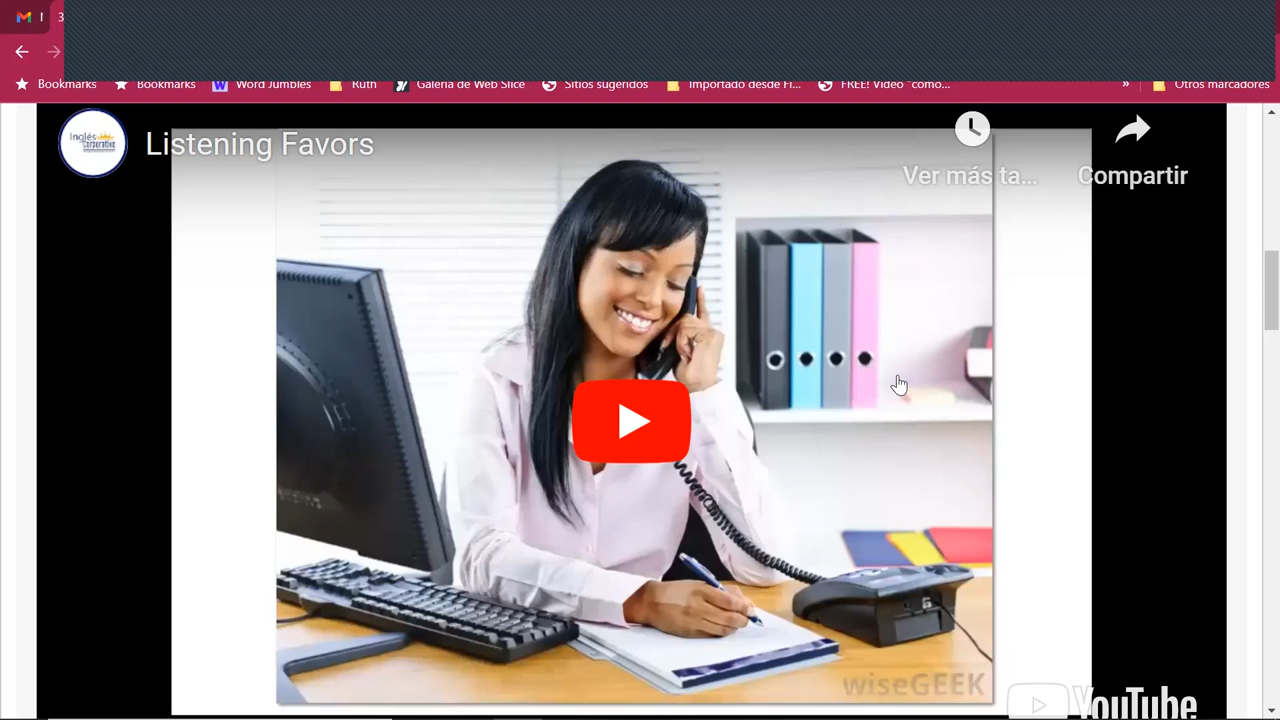 3
Bookmarks Bookmarks Word Jumbles Ruth Galería de Web Slice Sitios sugeridos Importado desde Fi... FREE! Video "como... » Otros marcadores
Inglés Corporativo
Listening Favors
Ver más ta... Compartir
wiseGEEK
YouTube